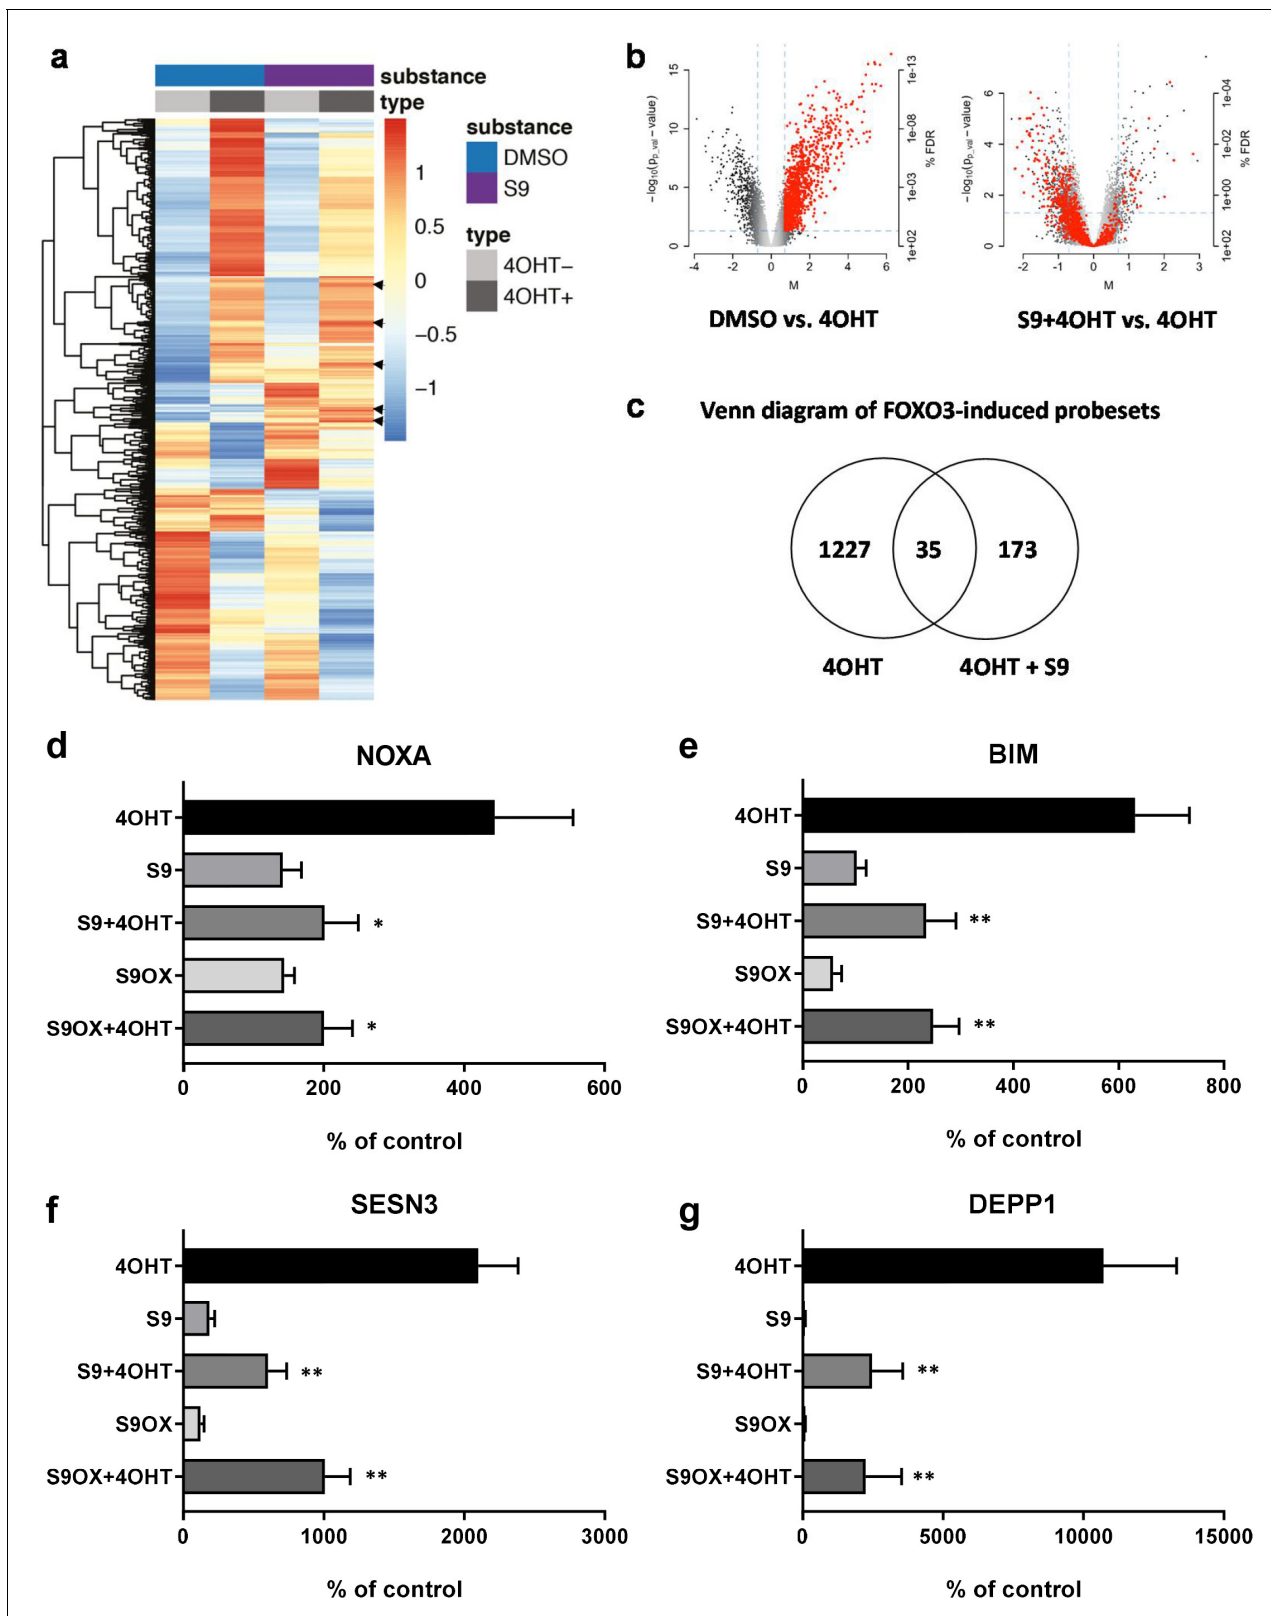 a
substance
type
substance
DMSO
S9
type
4OHT−
4OHT+
1
0.5
0
−0.5
−1
b
15
10
5
0
−log10(pp_val − value)
1e-13
1e-08
1e-03
1e+02
% FDR
-4 -2 0 2 4 6
M
DMSO vs. 4OHT
6
4
2
0
−log10(pp_val − value)
1e-04
1e-02
1e+00
1e+02
% FDR
-2 -1 0 1 2 3
M
S9+4OHT vs. 4OHT
c
Venn diagram of FOXO3-induced probesets
1227 35 173
4OHT 4OHT + S9
d
NOXA
4OHT
S9
S9+4OHT *
S9OX
S9OX+4OHT *
0 200 400 600
% of control
e
BIM
4OHT
S9
S9+4OHT **
S9OX
S9OX+4OHT **
0 200 400 600 800
% of control
f
SESN3
4OHT
S9
S9+4OHT **
S9OX
S9OX+4OHT **
0 1000 2000 3000
% of control
g
DEPP1
4OHT
S9
S9+4OHT **
S9OX
S9OX+4OHT **
0 5000 10000 15000
% of control